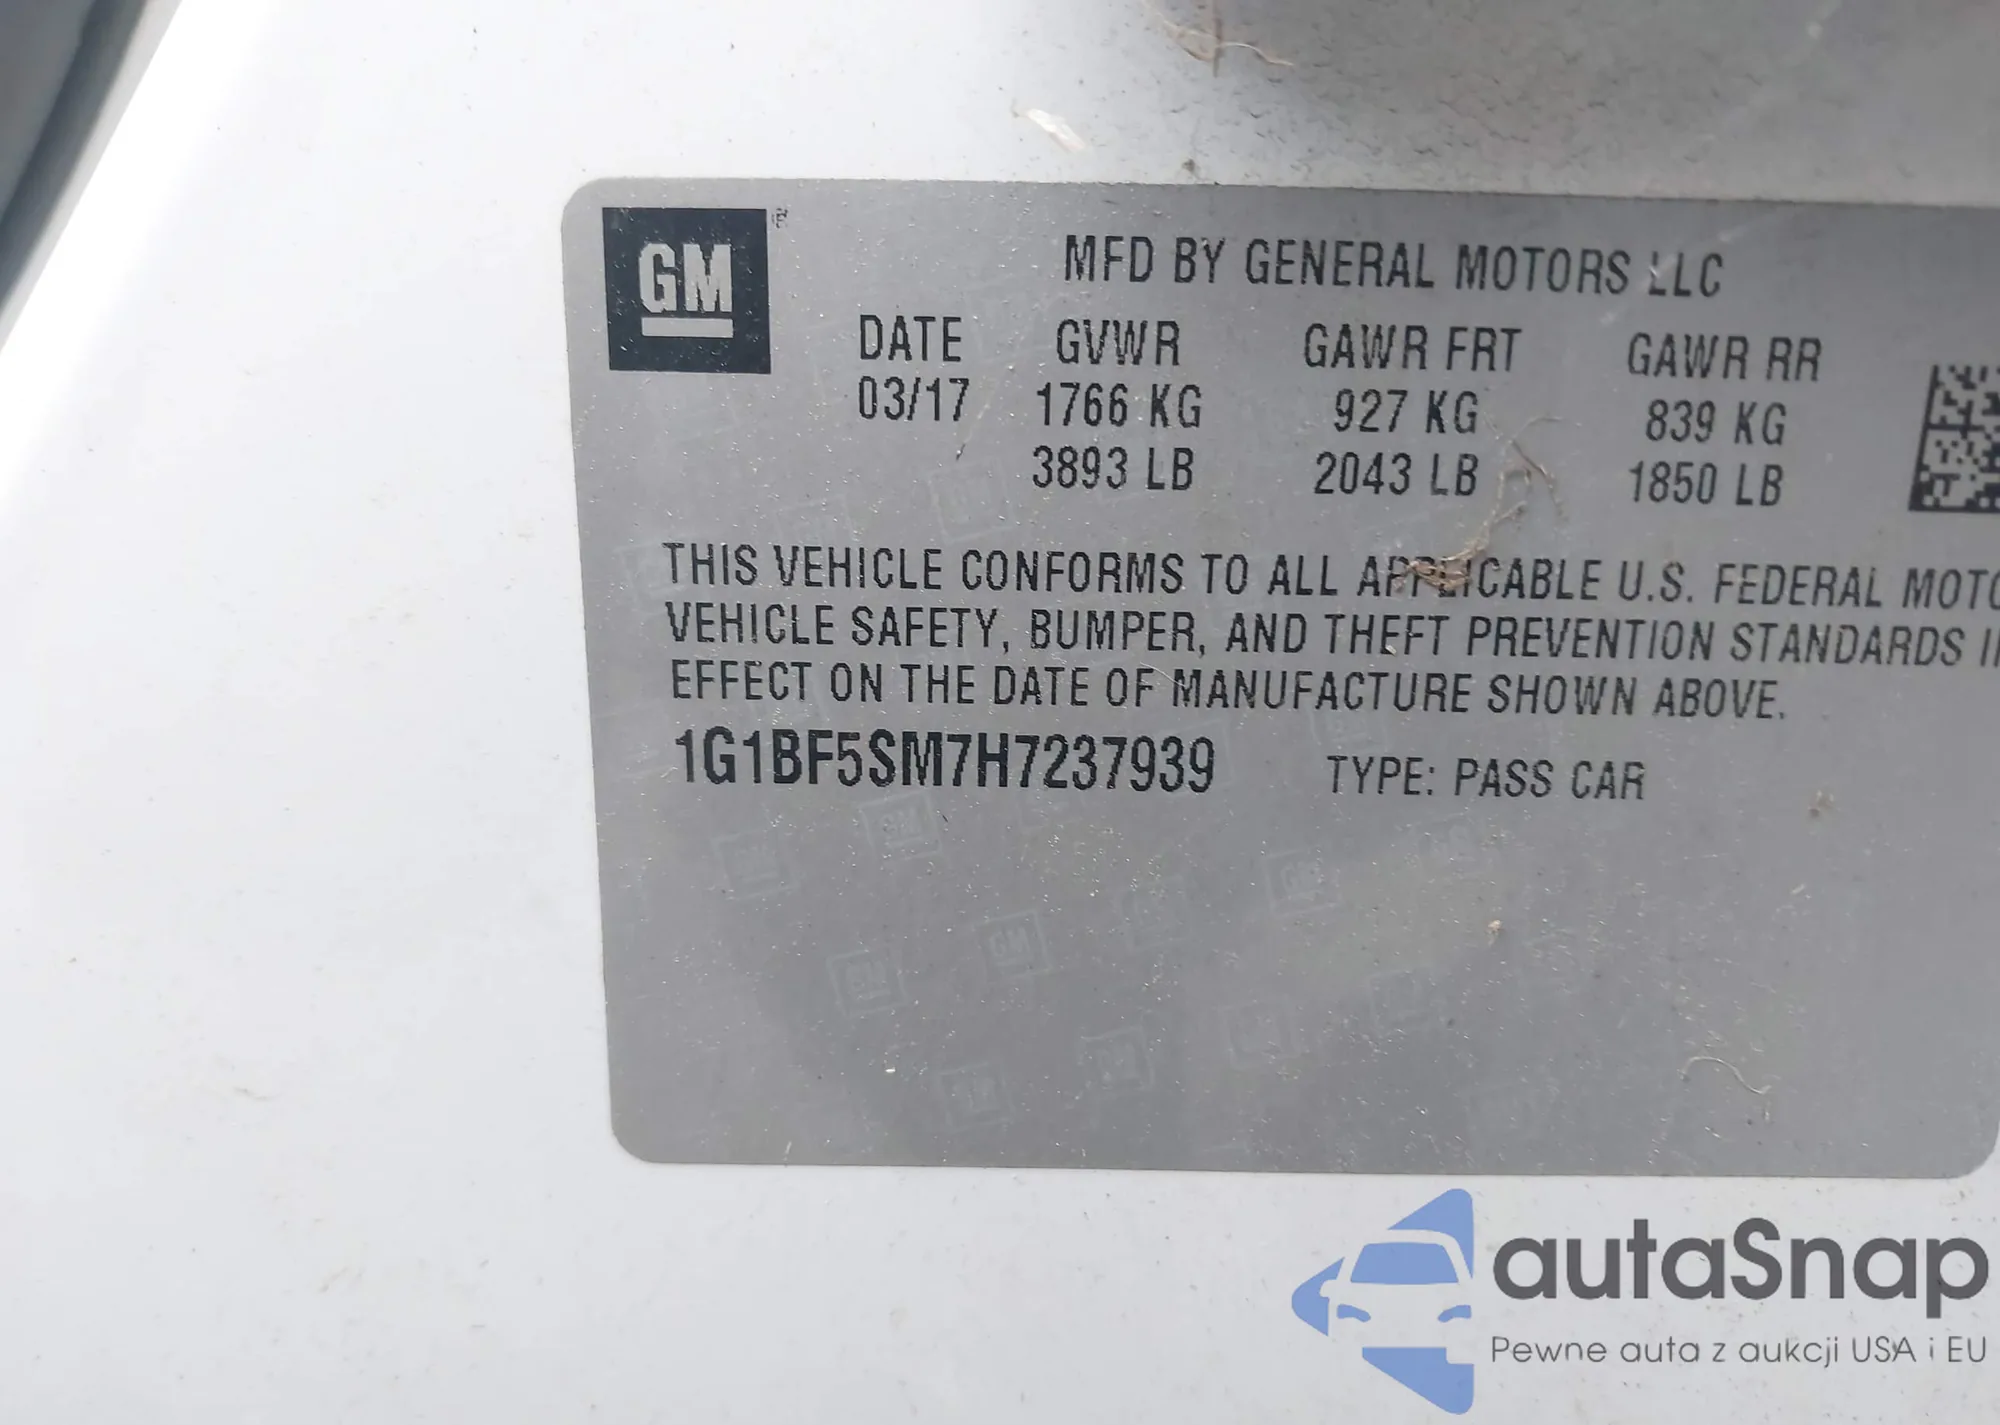 GM ®
MFD BY GENERAL MOTORS LLC
DATE GVWR GAWR FRT GAWR RR
03/17 1766 KG 927 KG 839 KG
3893 LB 2043 LB 1850 LB
THIS VEHICLE CONFORMS TO ALL APPLICABLE U.S. FEDERAL MOTO
VEHICLE SAFETY, BUMPER, AND THEFT PREVENTION STANDARDS I
EFFECT ON THE DATE OF MANUFACTURE SHOWN ABOVE.
1G1BF5SM7H7237939 TYPE: PASS CAR
autaSnap
Pewne auta z aukcji USA i EU